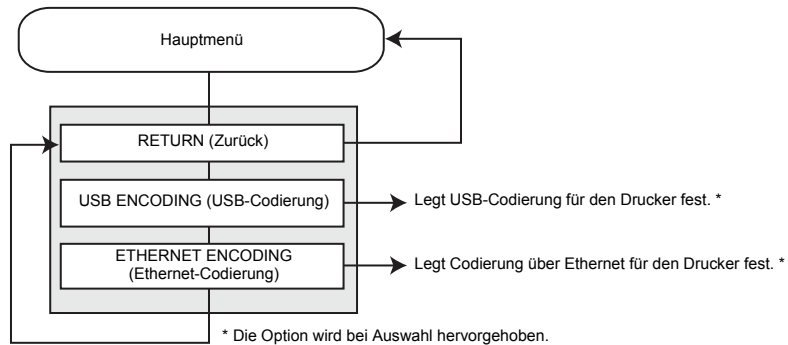 Hauptmenü
RETURN (Zurück)
USB ENCODING (USB-Codierung)
Legt USB-Codierung für den Drucker fest. *
ETHERNET ENCODING
(Ethernet-Codierung)
Legt Codierung über Ethernet für den Drucker fest. *
* Die Option wird bei Auswahl hervorgehoben.